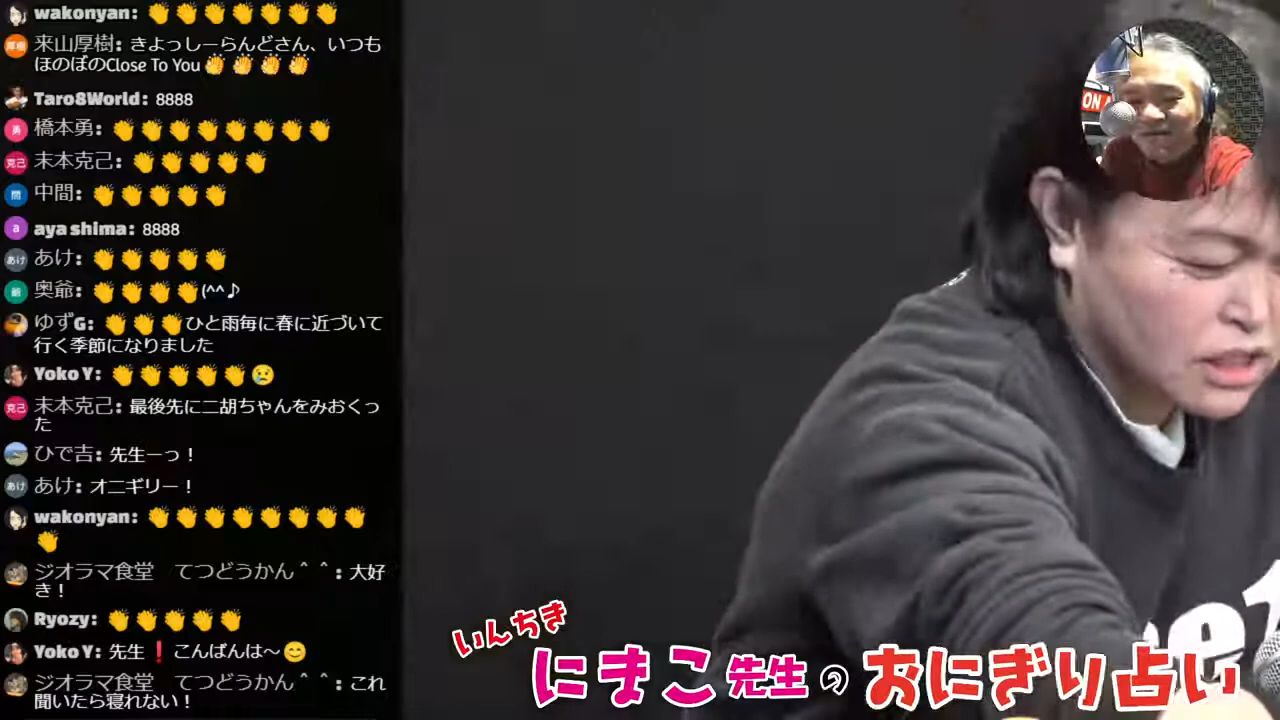 wakonyan: 👏👏👏👏👏👏👏
来山厚樹: きよっしーらんどさん、いつも
ほのぼのClose To You👏👏👏👏
Taro8World: 8888
橋本勇: 👏👏👏👏👏👏👏👏
末本克己: 👏👏👏👏👏
中間: 👏👏👏👏👏
aya shima: 8888
あけ: 👏👏👏👏👏
奥爺: 👏👏👏👏(^^♪
ゆずG: 👏👏👏ひと雨毎に春に近づいて
行く季節になりました
Yoko Y: 👏👏👏👏👏😢
末本克己: 最後先に二胡ちゃんをみおくっ
た
ひで吉: 先生ーっ！
あけ: オニギリー！
wakonyan: 👏👏👏👏👏👏👏👏
👏
ジオラマ食堂　てつどうかん＾＾: 大好
き！
Ryozy: 👏👏👏👏👏
Yoko Y: 先生❗こんばんは〜😊
ジオラマ食堂　てつどうかん＾＾: これ
聞いたら寝れない！
ON A
いんちき
にまこ先生のおにぎり占い